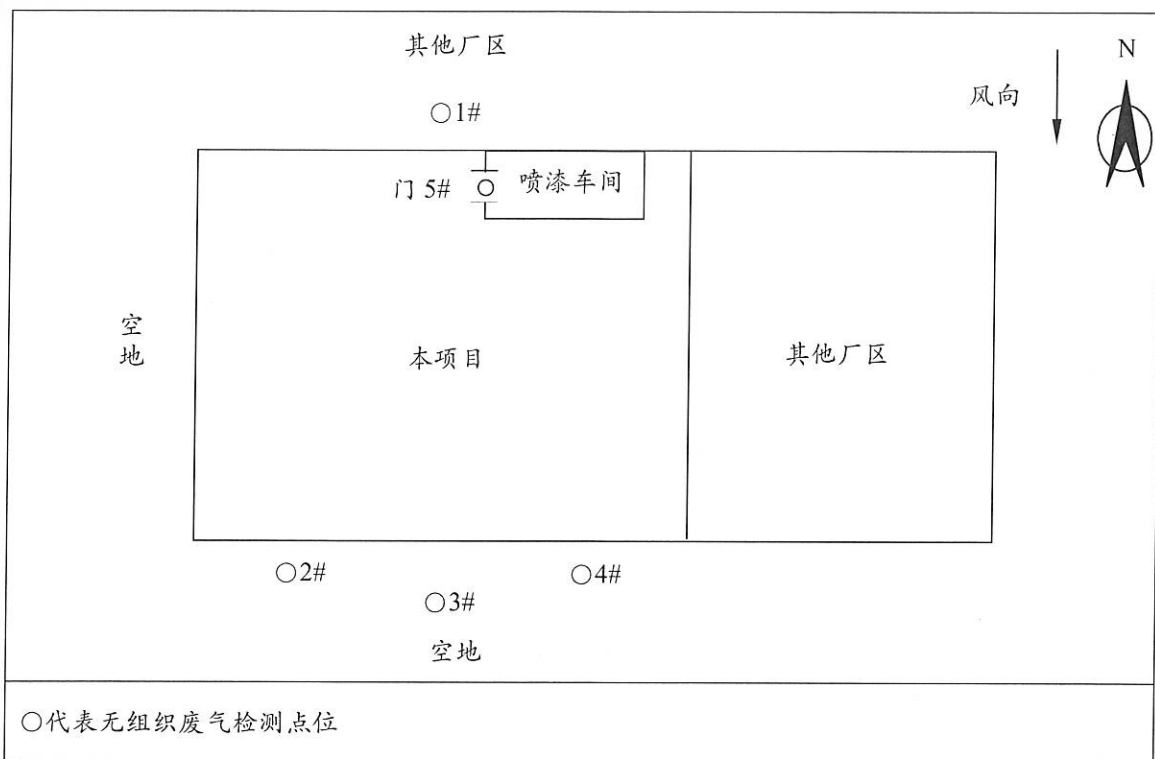 其他厂区
N
风向
○1#
门 5#
喷漆车间
空
地
本项目
其他厂区
○2#
○4#
○3#
空地
○代表无组织废气检测点位